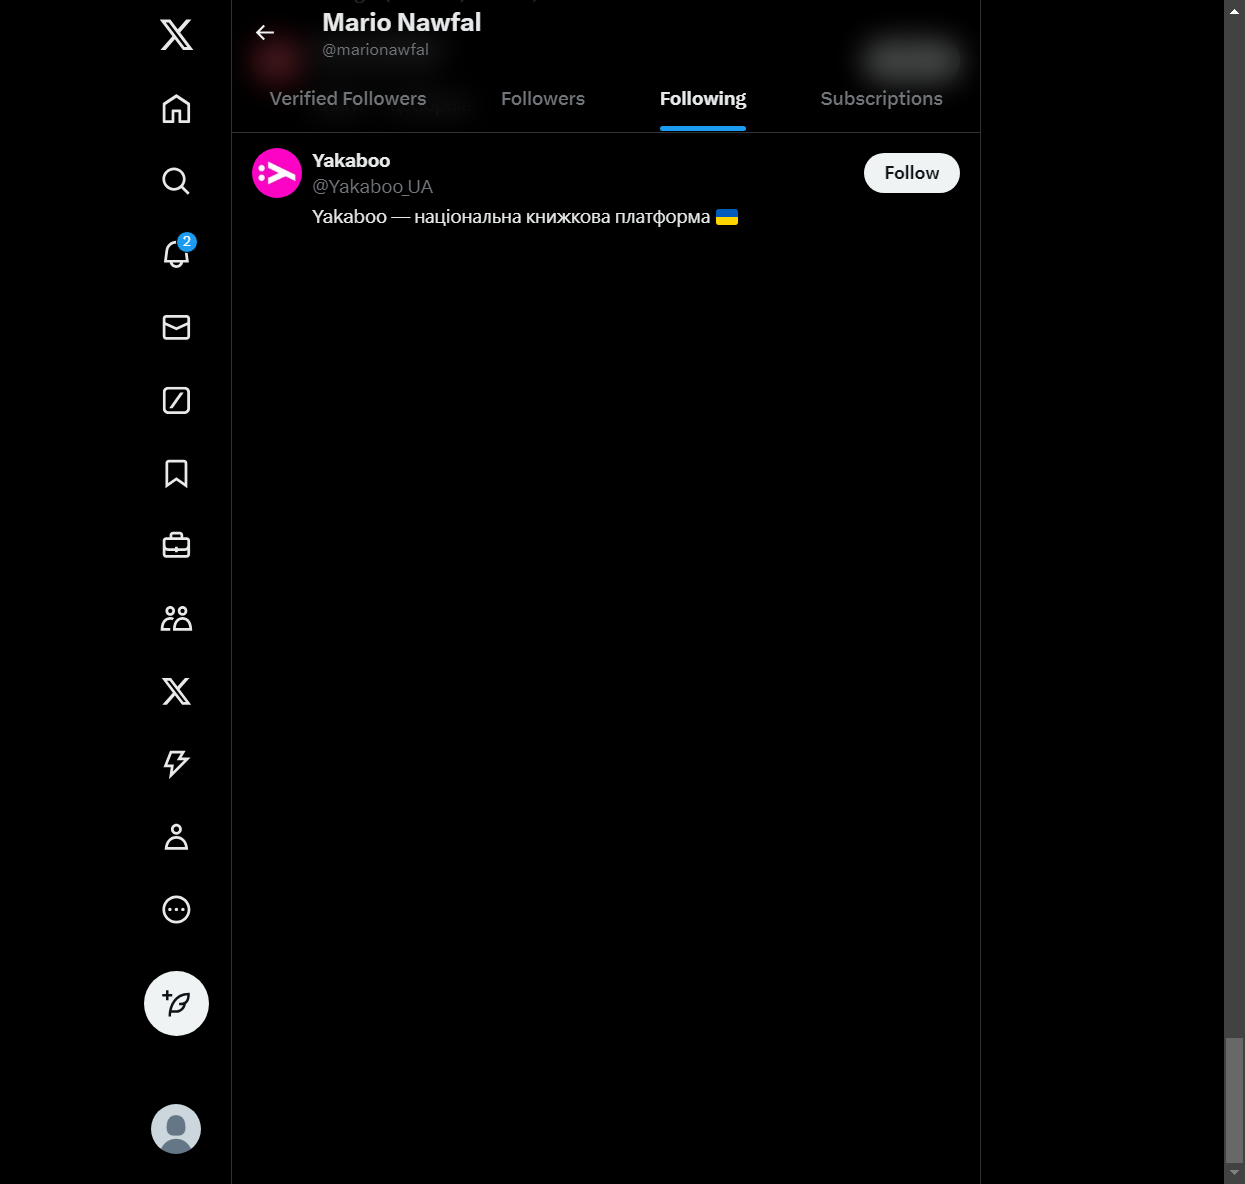 Mario Nawfal
@marionawfal
Verified Followers
Followers
Following
Subscriptions
Yakaboo
@Yakaboo_UA
Follow
Yakaboo — національна книжкова платформа 🇺🇦
2